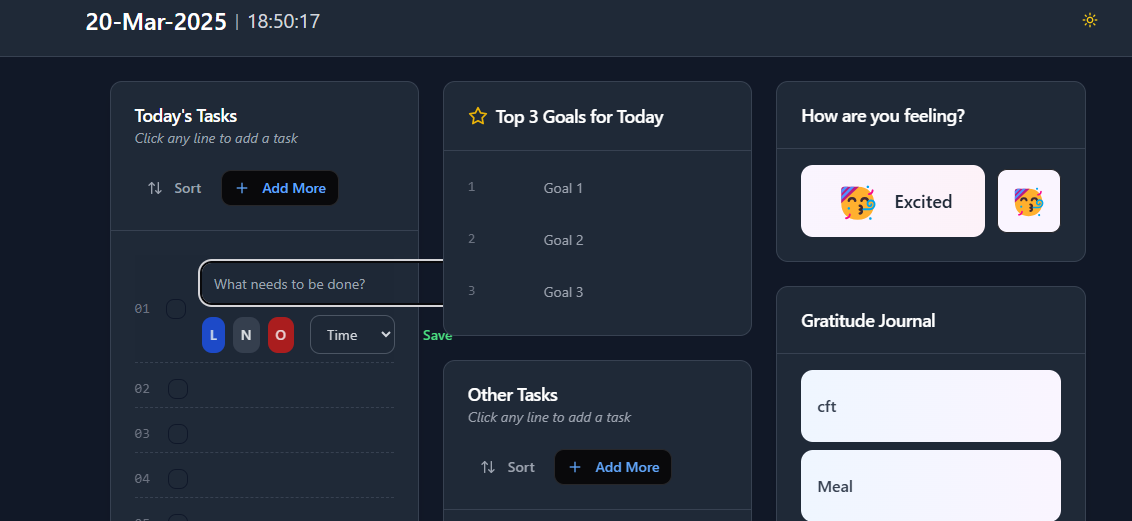 20-Mar-2025 | 18:50:17
Today's Tasks
Click any line to add a task
Sort
Add More
01
What needs to be done?
L
N
O
Time
Save
02
03
04
Top 3 Goals for Today
1
Goal 1
2
Goal 2
3
Goal 3
Other Tasks
Click any line to add a task
Sort
Add More
How are you feeling?
Excited
Gratitude Journal
cft
Meal